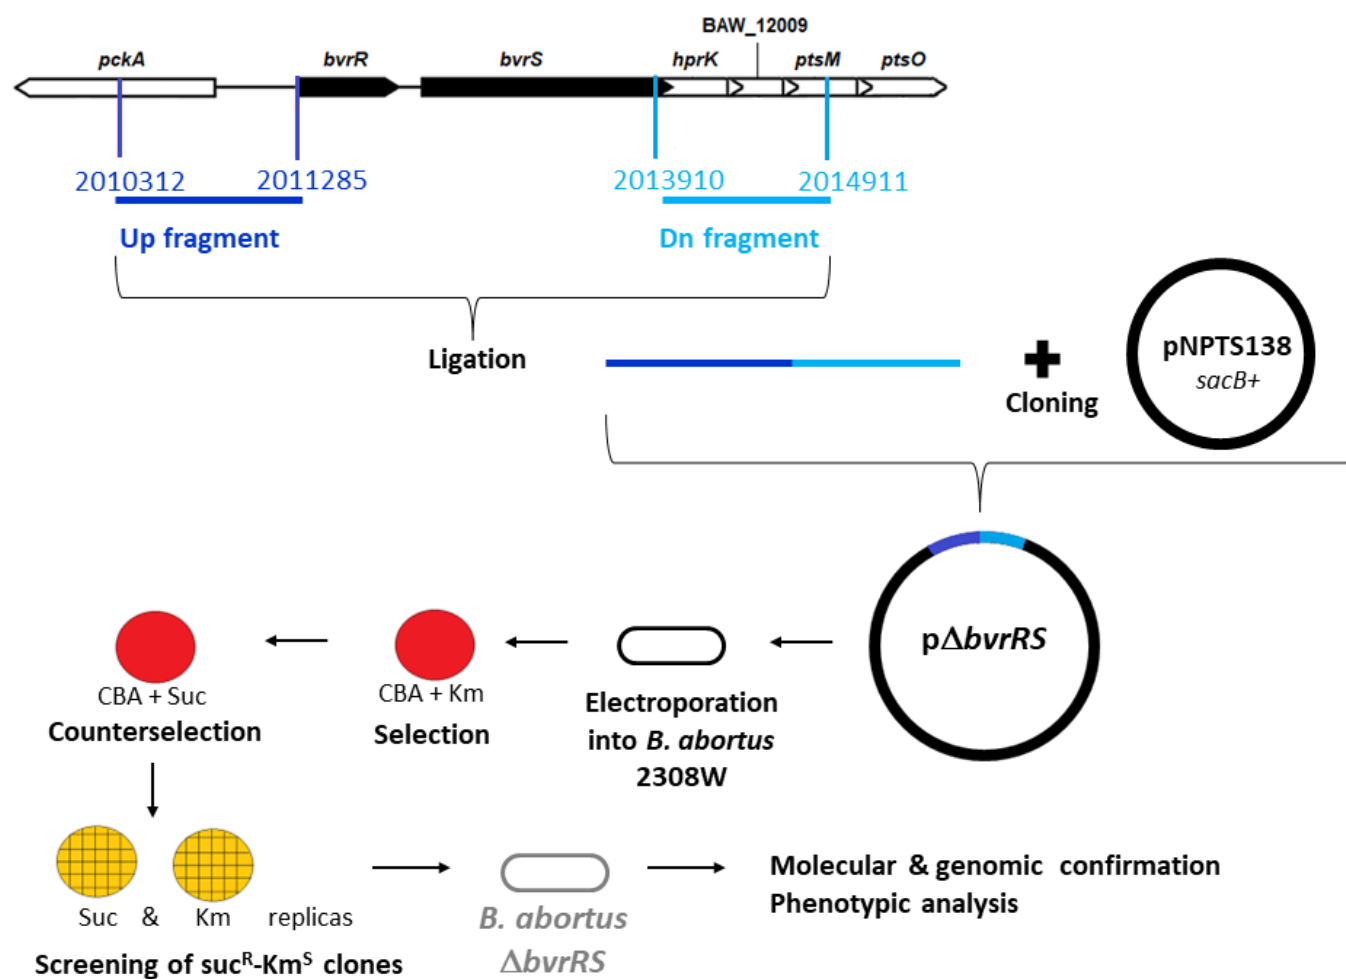 BAW_12009
pckA bvrR bvrS hprK ptsM ptsO
2010312 2011285 2013910 2014911
Up fragment Dn fragment
Ligation
pNPTS138
sacB+
Cloning
pΔbvrRS
Electroporation
into B. abortus
2308W
CBA + Km
Selection
CBA + Suc
Counterselection
Suc & Km replicas
Screening of sucᴿ-Kmˢ clones
B. abortus
ΔbvrRS
Molecular & genomic confirmation
Phenotypic analysis